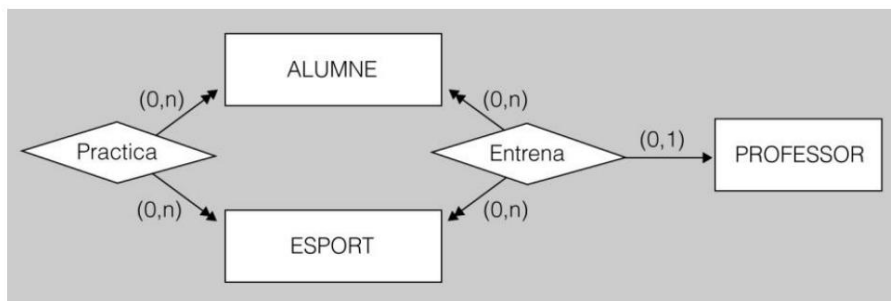 ALUMNE
(0,n)
(0,n)
Practica
Entrena
(0,1)
PROFESSOR
(0,n)
(0,n)
ESPORT